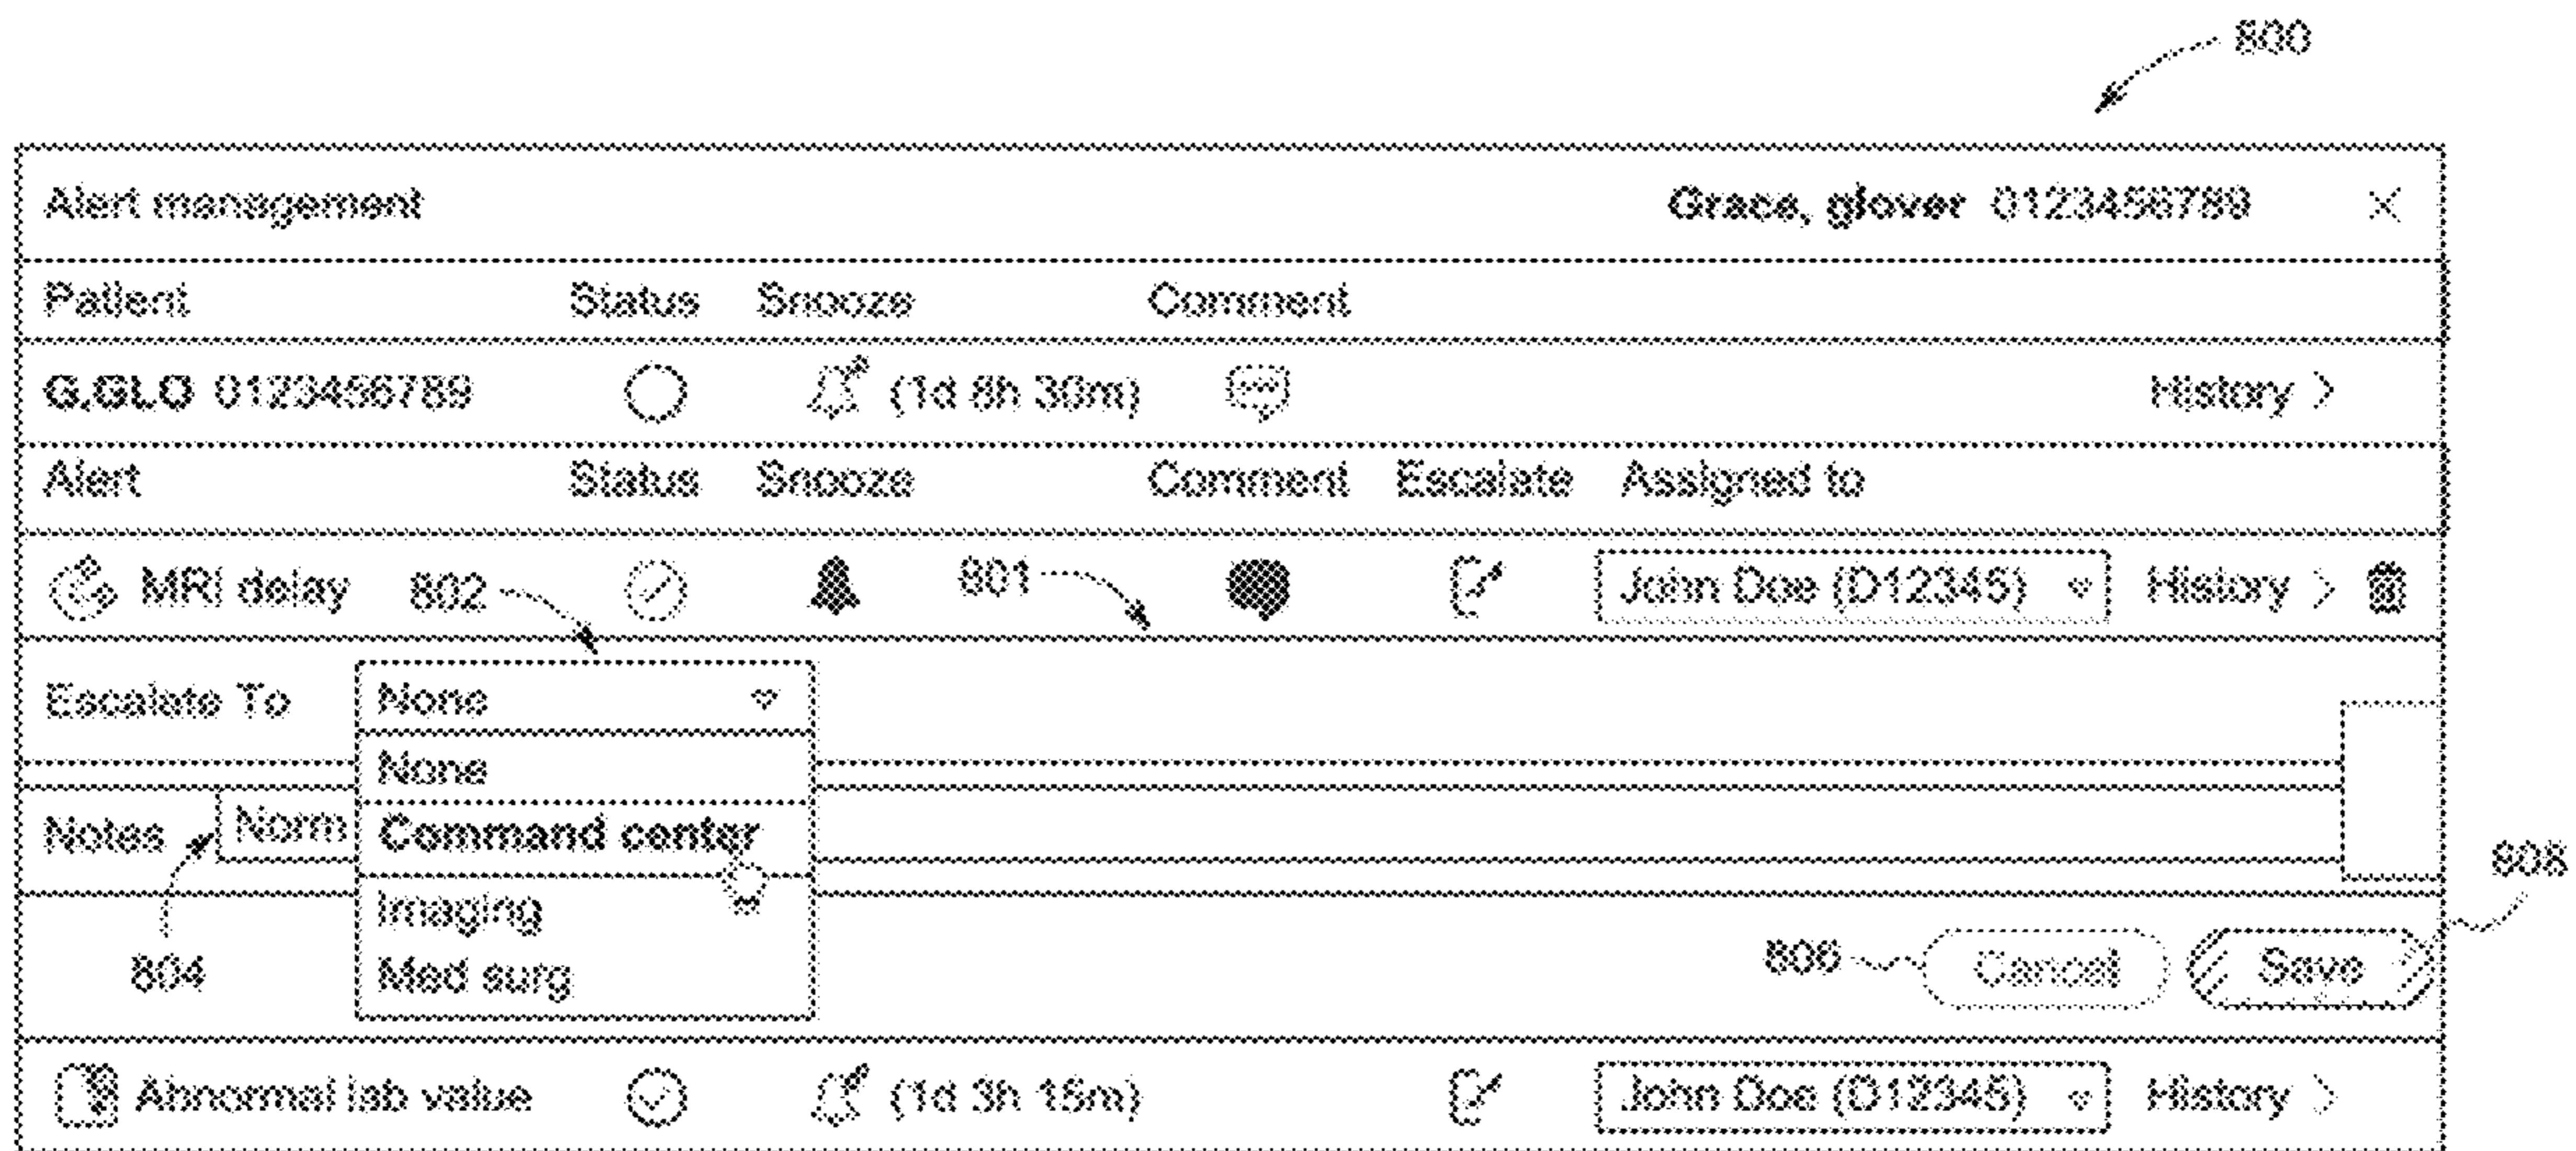 800
Alert management Grace, glover 0123456789
Patient Status Snooze Comment
G,GLO 0123456789 (1d 8h 30m) History >
Alert Status Snooze Comment Escalate Assigned to
MRI delay 802 801 John Doe (D12345) History >
Escalate To None
None
Notes Norm Command center 808
Imaging 806 Cancel Save
804 Med surg
Abnormal lab value (1d 3h 15m) John Doe (D12345) History >